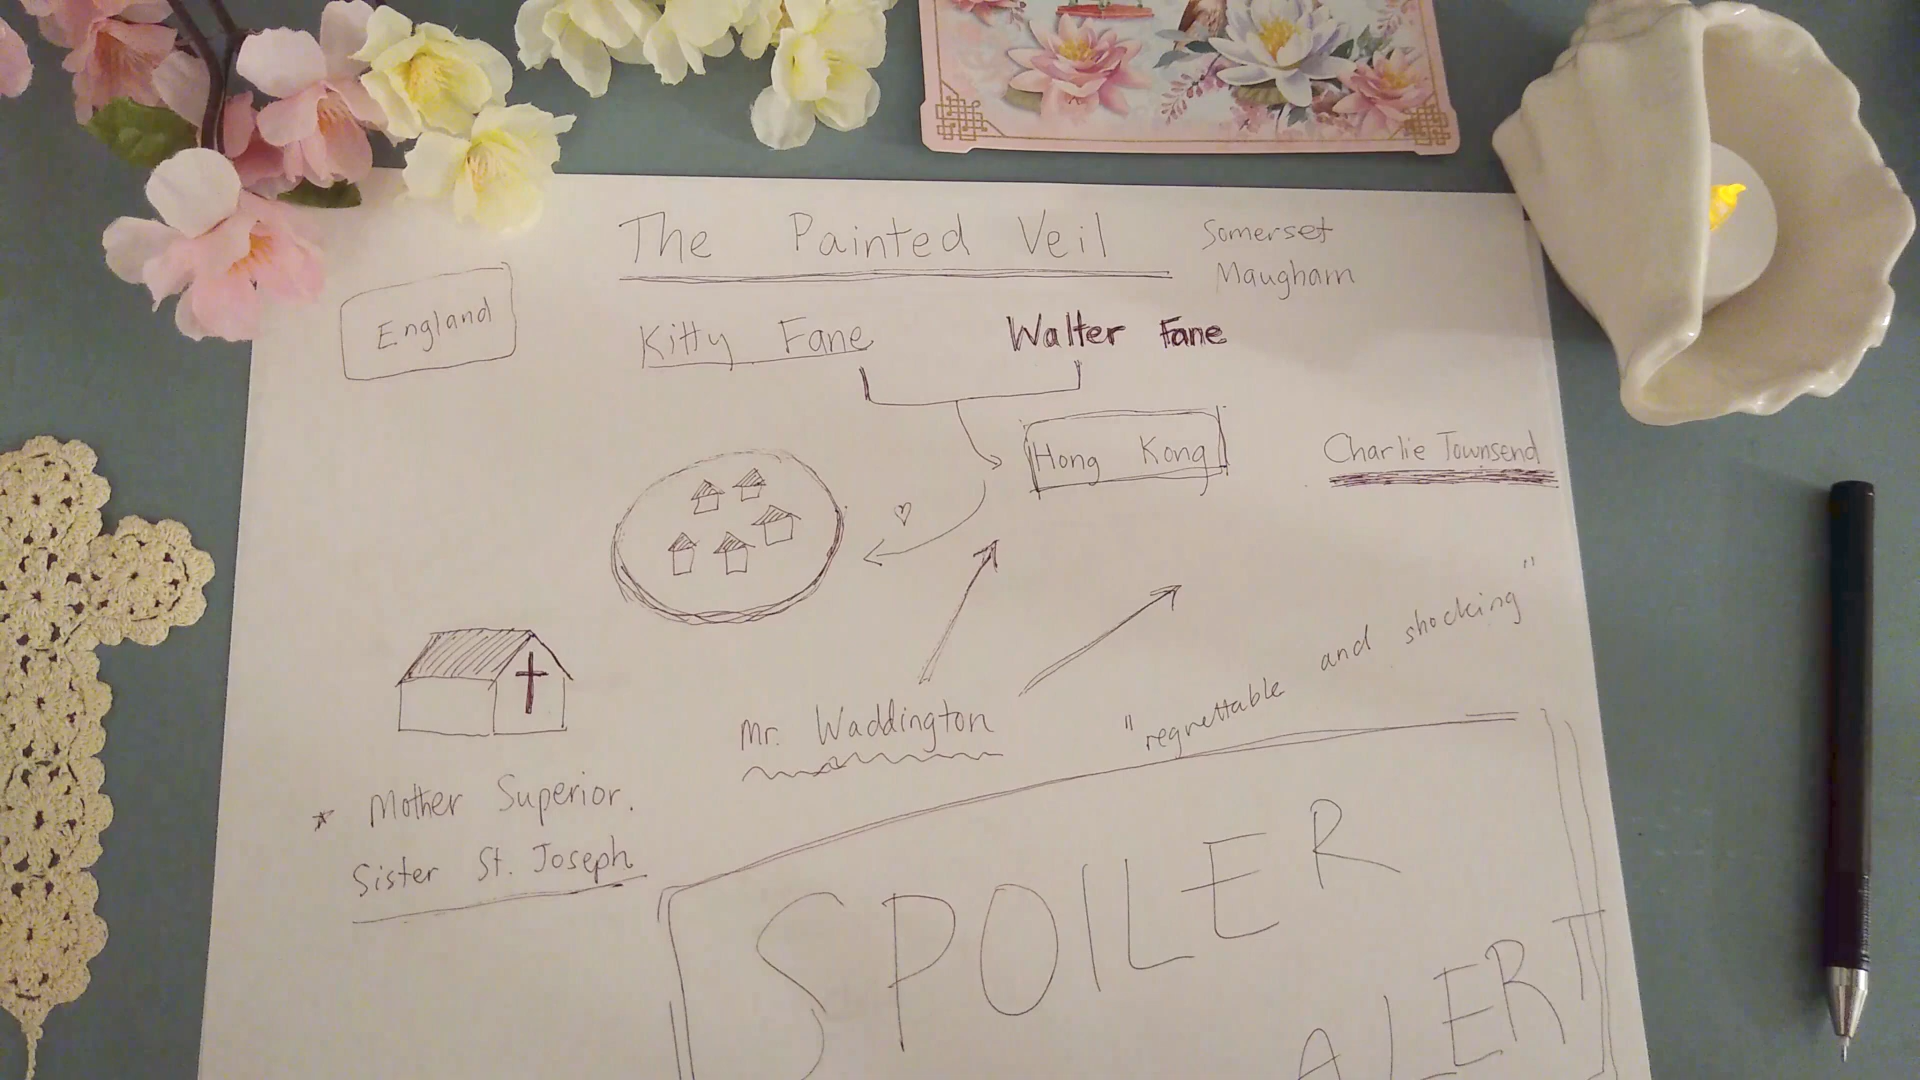 The Painted Veil
Somerset
Maugham
England
Kitty Fane
Walter Fane
Hong Kong
Charlie Townsend
"regrettable and shocking"
Mr. Waddington
* Mother Superior.
Sister St. Joseph
SPOILER
ALERT